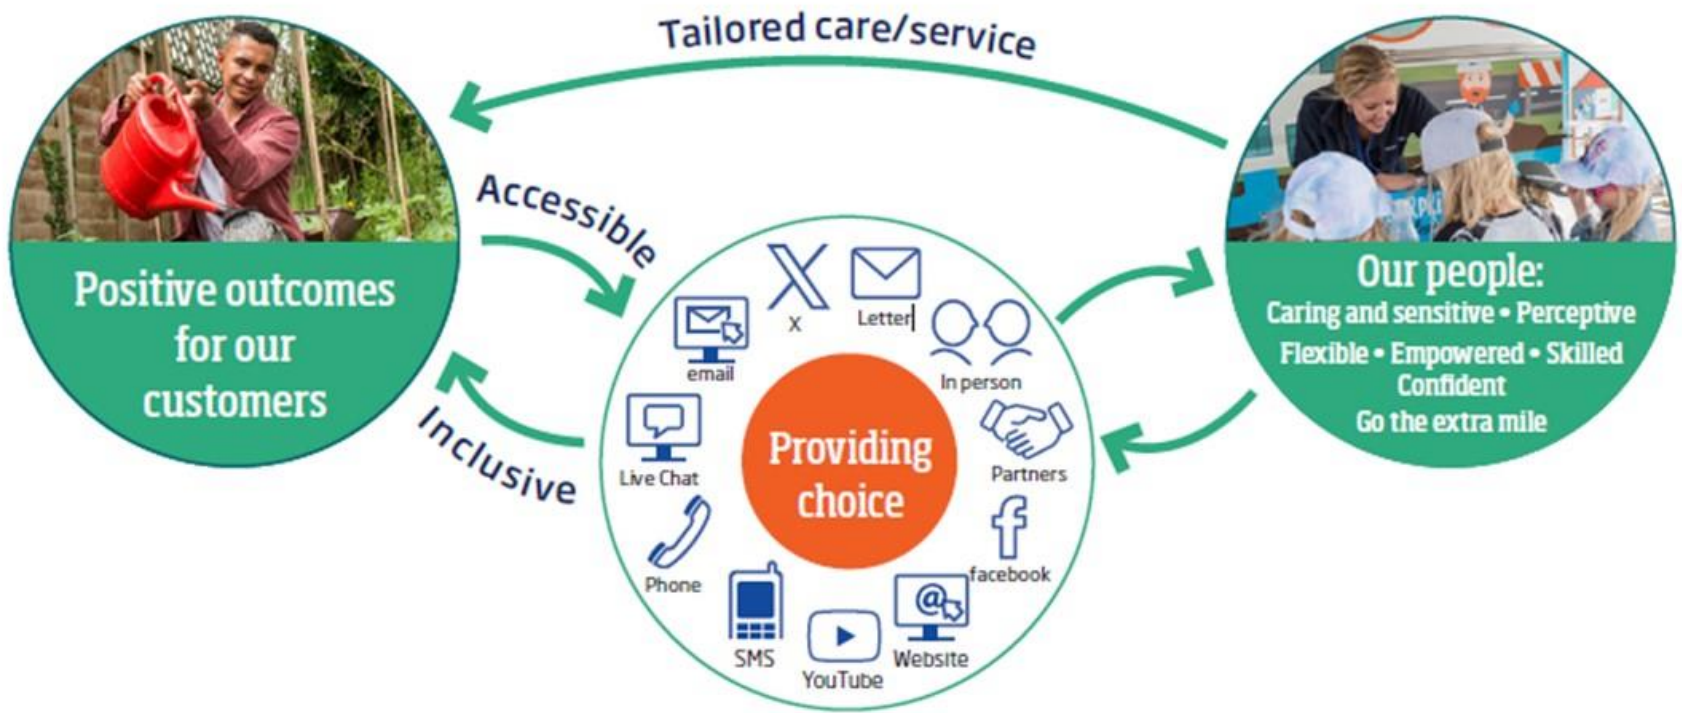 Tailored care/service
Accessible
Inclusive
Positive outcomes
for our
customers
X
Letter
In person
Partners
facebook
Website
YouTube
SMS
Phone
Live Chat
email
Providing
choice
Our people:
Caring and sensitive • Perceptive
Flexible • Empowered • Skilled
Confident
Go the extra mile